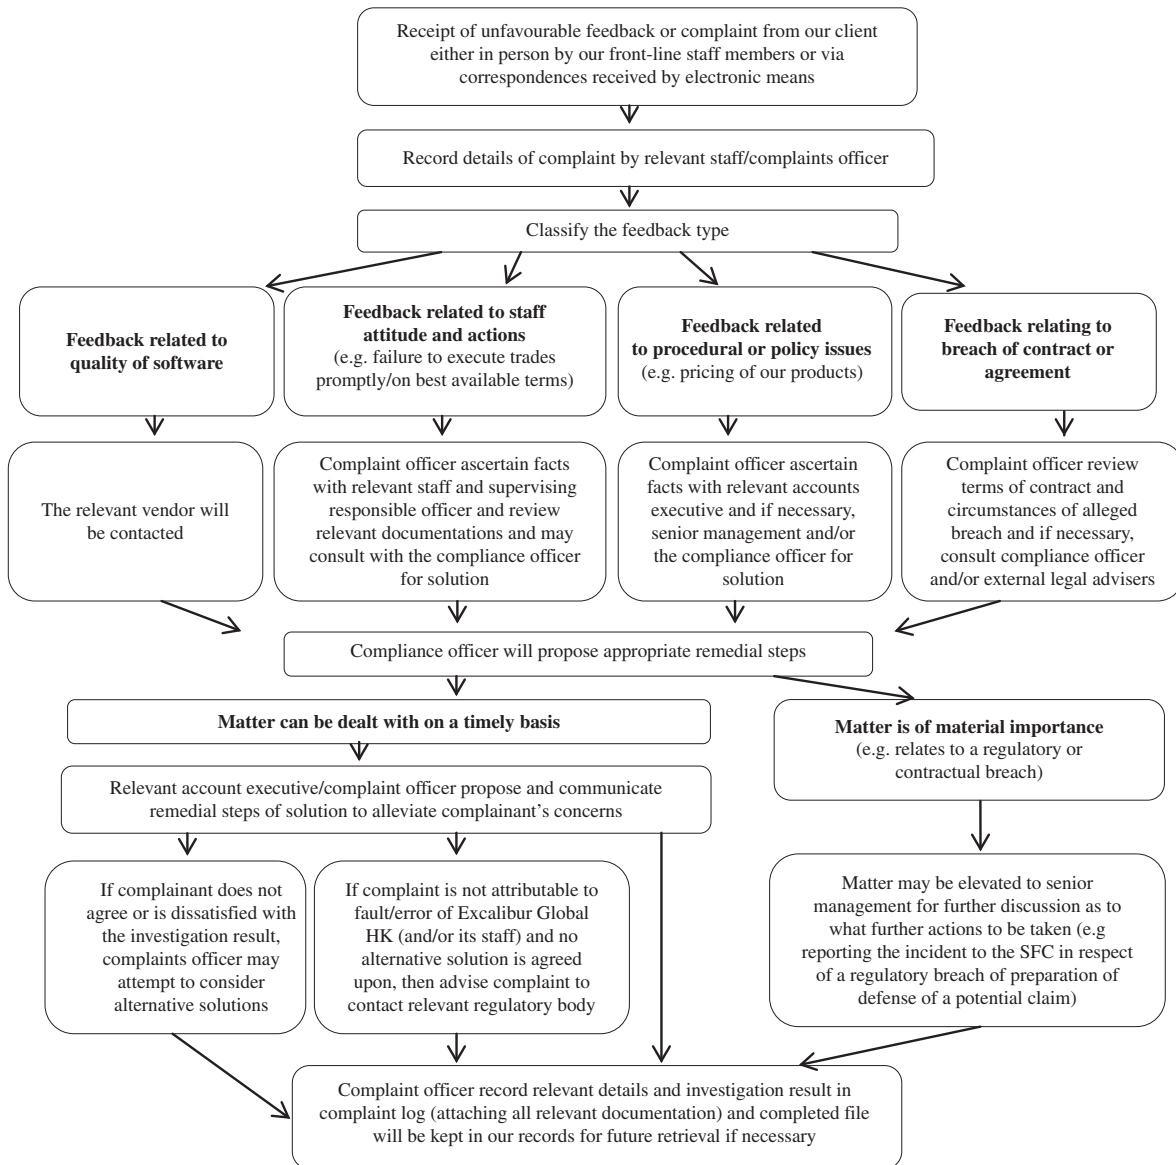 Receipt of unfavourable feedback or complaint from our client
either in person by our front-line staff members or via
correspondences received by electronic means
Record details of complaint by relevant staff/complaints officer
Classify the feedback type
Feedback related to
quality of software
Feedback related to staff
attitude and actions
(e.g. failure to execute trades
promptly/on best available terms)
Feedback related
to procedural or policy issues
(e.g. pricing of our products)
Feedback relating to
breach of contract or
agreement
The relevant vendor will
be contacted
Complaint officer ascertain facts
with relevant staff and supervising
responsible officer and review
relevant documentations and may
consult with the compliance officer
for solution
Complaint officer ascertain
facts with relevant accounts
executive and if necessary,
senior management and/or
the compliance officer for
solution
Complaint officer review
terms of contract and
circumstances of alleged
breach and if necessary,
consult compliance officer
and/or external legal advisers
Compliance officer will propose appropriate remedial steps
Matter can be dealt with on a timely basis
Matter is of material importance
(e.g. relates to a regulatory or
contractual breach)
Relevant account executive/complaint officer propose and communicate
remedial steps of solution to alleviate complainant's concerns
If complainant does not
agree or is dissatisfied with
the investigation result,
complaints officer may
attempt to consider
alternative solutions
If complaint is not attributable to
fault/error of Excalibur Global
HK (and/or its staff) and no
alternative solution is agreed
upon, then advise complaint to
contact relevant regulatory body
Matter may be elevated to senior
management for further discussion as to
what further actions to be taken (e.g
reporting the incident to the SFC in respect
of a regulatory breach of preparation of
defense of a potential claim)
Complaint officer record relevant details and investigation result in
complaint log (attaching all relevant documentation) and completed file
will be kept in our records for future retrieval if necessary